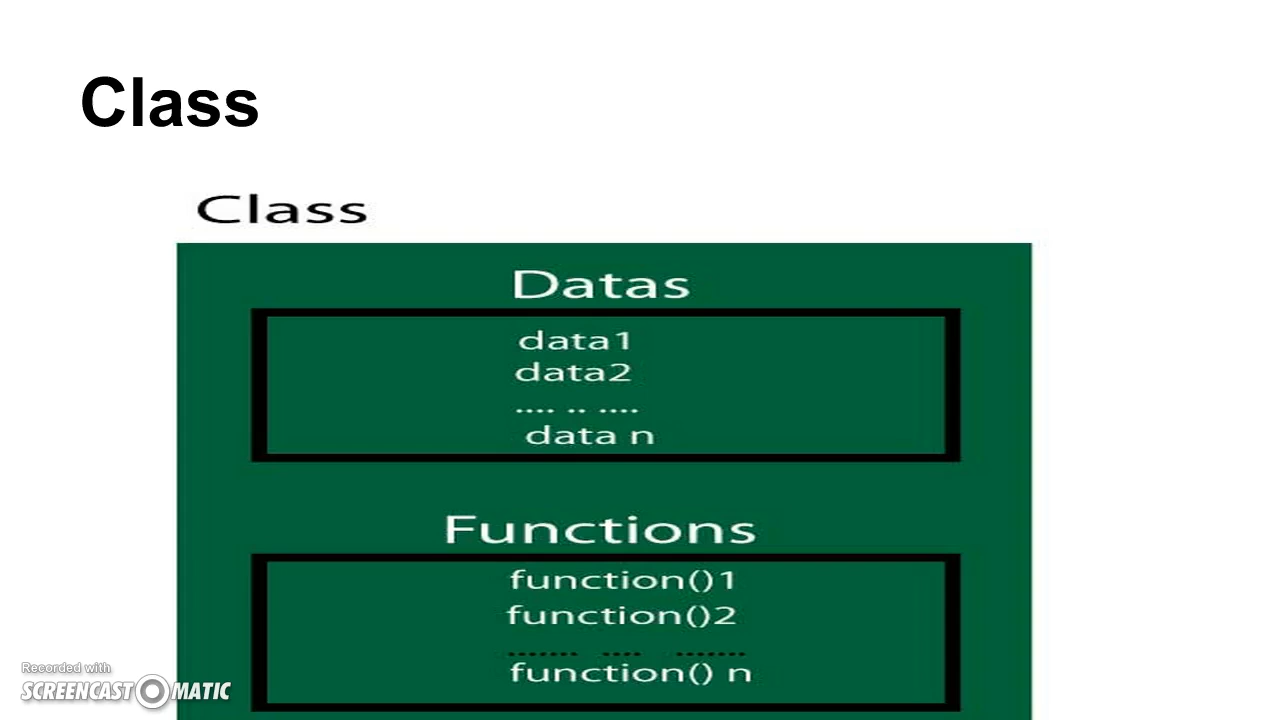 Class
Class
Datas
data1
data2
.... .. ....
data n
Functions
function()1
function()2
....... .... .......
function() n
Recorded with
SCREENCAST MATIC